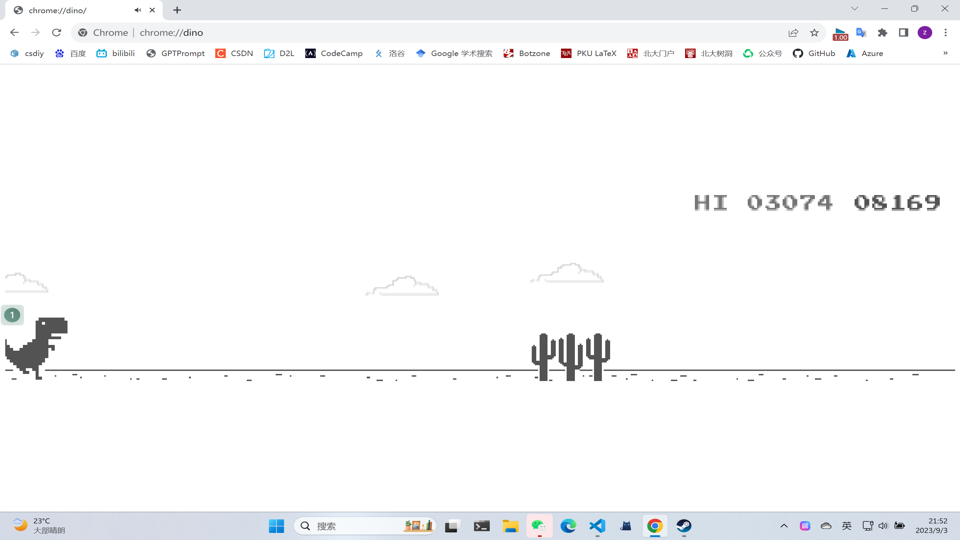 chrome://dino/
Chrome | chrome://dino
1.00
z
csdiy 百度 bilibili GPTPrompt CSDN D2L CodeCamp 洛谷 Google 学术搜索 Botzone PKU LaTeX 北大门户 北大树洞 公众号 GitHub Azure »
HI 03074 08169
1
23°C
大部晴朗
搜索
英
21:52
2023/9/3